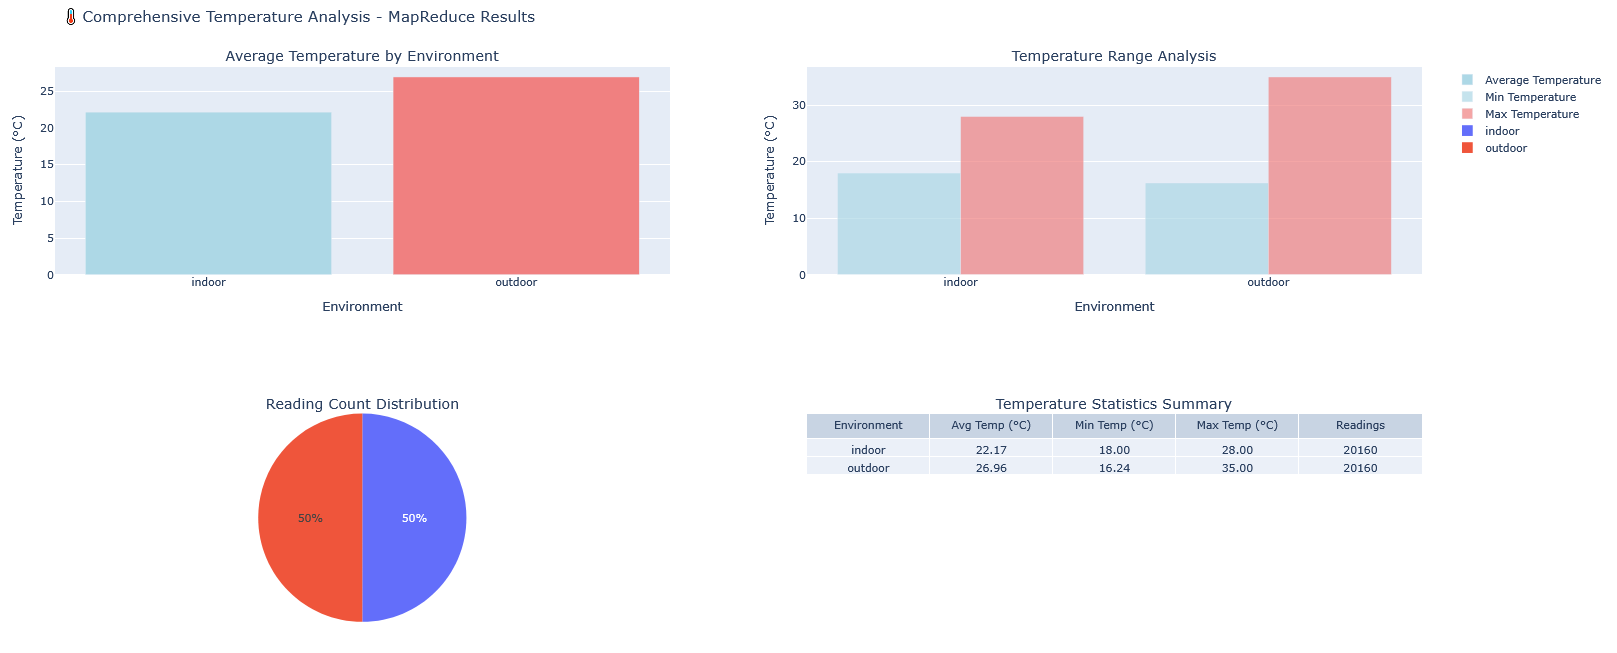 🌡️ Comprehensive Temperature Analysis - MapReduce Results
Average Temperature by Environment
Temperature (°C)
25
20
15
10
5
0
indoor
outdoor
Environment
Temperature Range Analysis
Temperature (°C)
30
20
10
0
indoor
outdoor
Environment
Average Temperature
Min Temperature
Max Temperature
indoor
outdoor
Reading Count Distribution
50%
50%
Temperature Statistics Summary
Environment Avg Temp (°C) Min Temp (°C) Max Temp (°C) Readings
indoor 22.17 18.00 28.00 20160
outdoor 26.96 16.24 35.00 20160